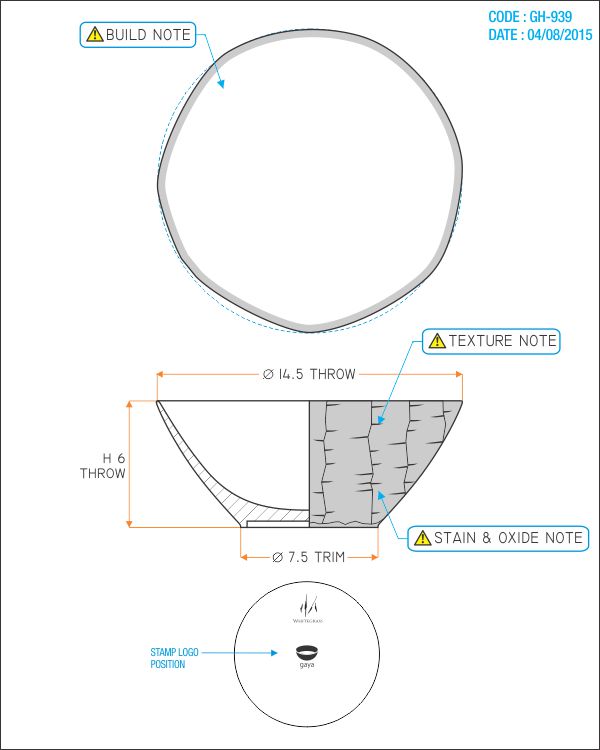 CODE : GH-939
DATE : 04/08/2015
BUILD NOTE
TEXTURE NOTE
Ø 14.5 THROW
H 6
THROW
STAIN & OXIDE NOTE
Ø 7.5 TRIM
WHITEGRASS
STAMP LOGO
POSITION
gaya